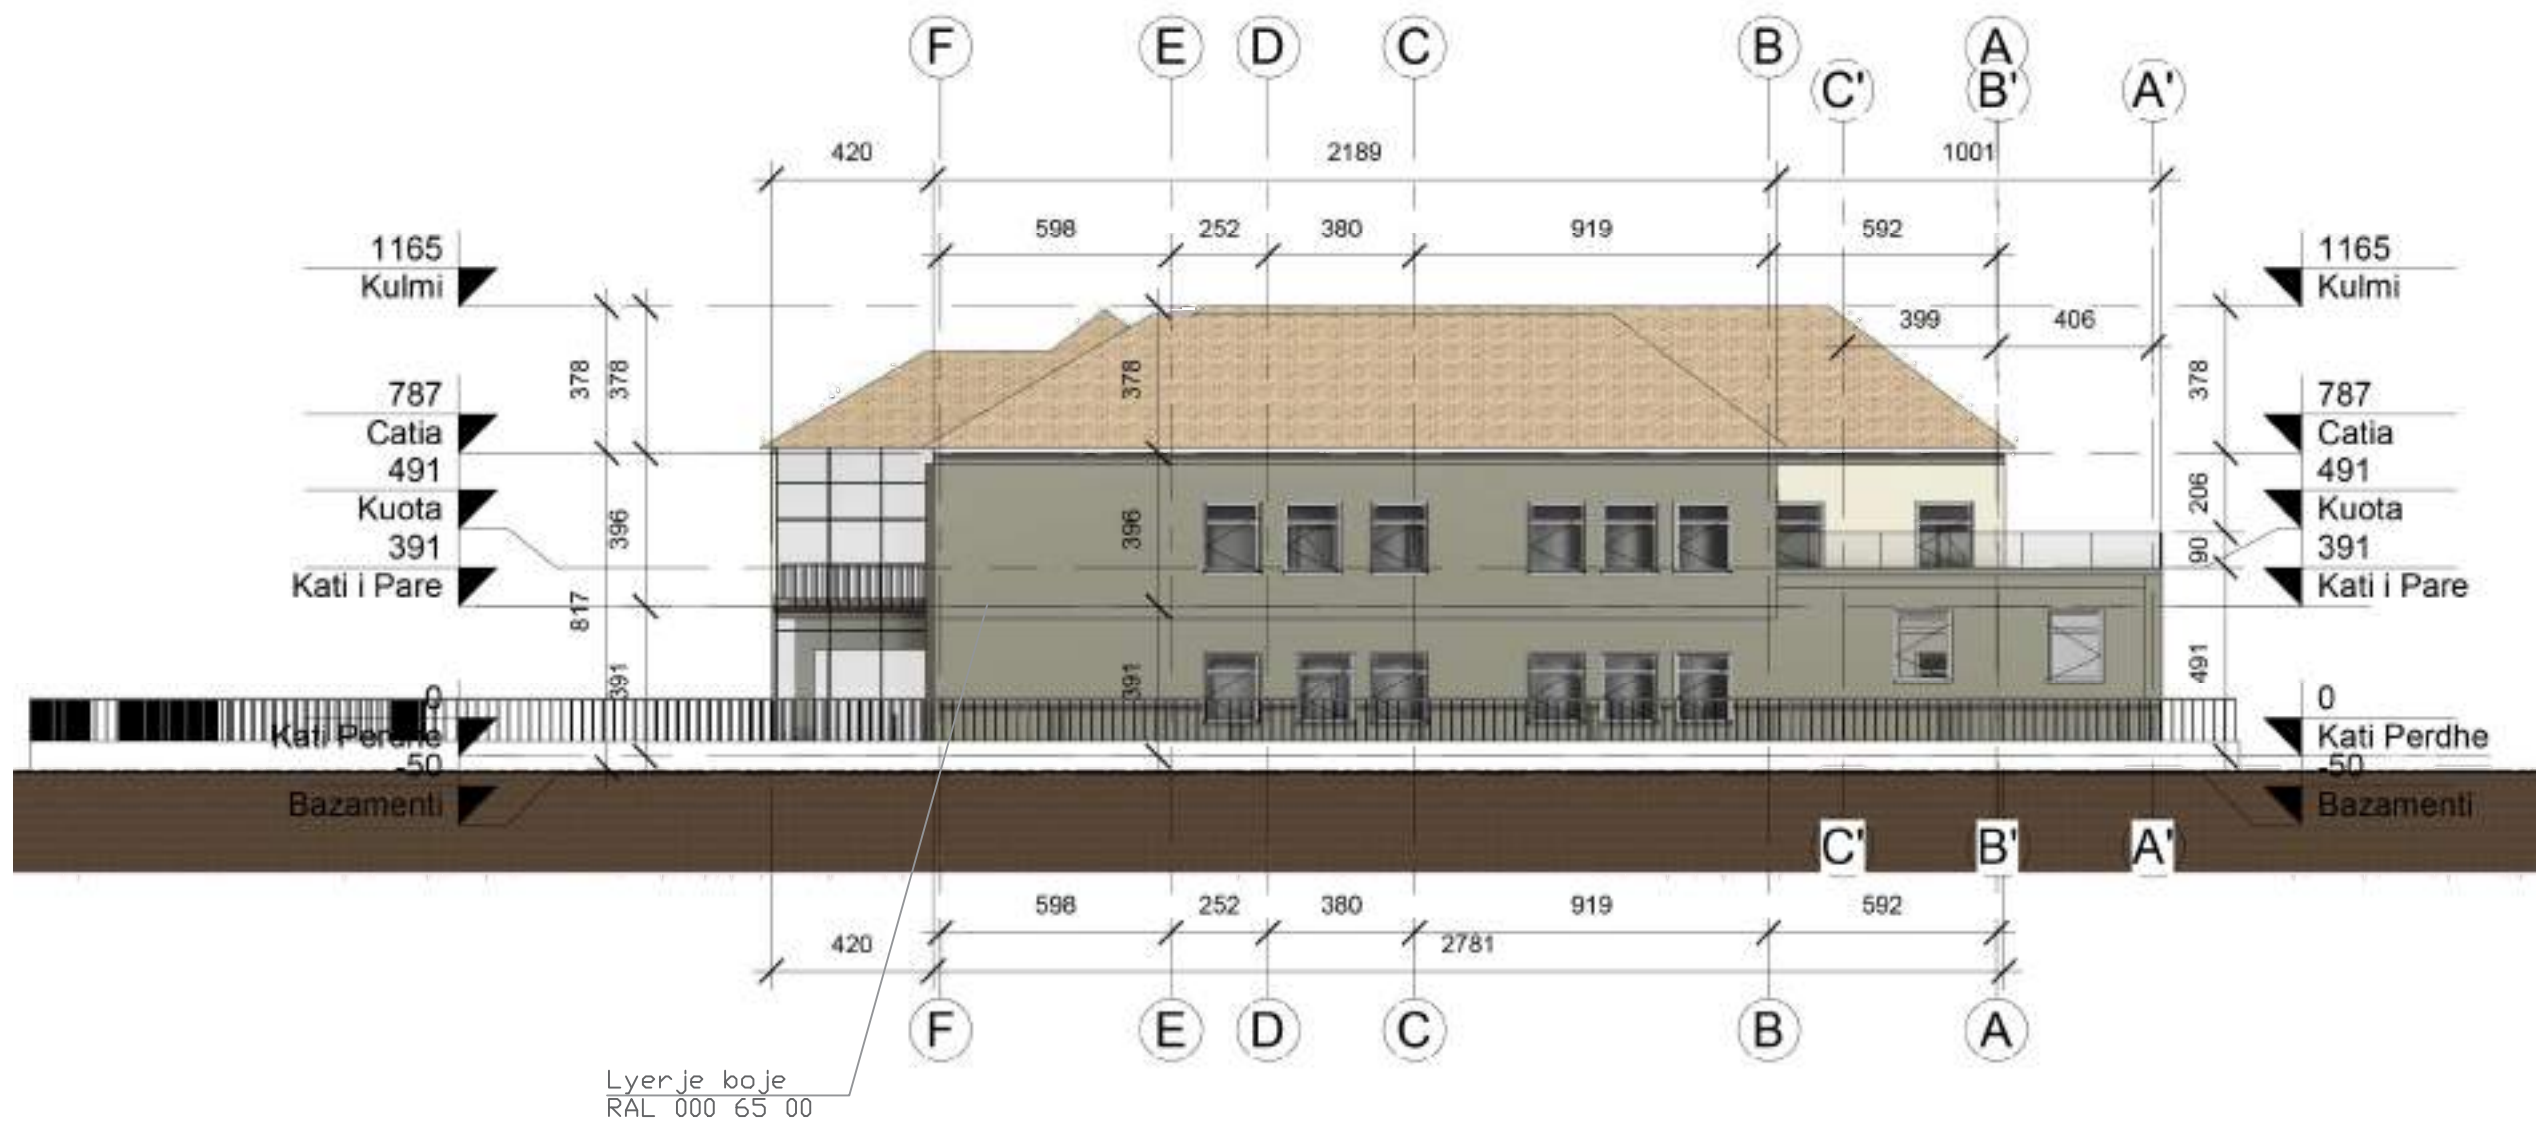 F E D C B A
C' B' A'
420 2189 1001
598 252 380 919 592
1165
Kulmi
1165
Kulmi
399 406
378 378 378 378
787
Catia
787
Catia
491
Kuota
491
Kuota
396 396 206
391
Kati i Pare
90
391
Kati i Pare
817
391 391 491
0
Kati Perdhe
0
Kati Perdhe
-50
Bazamenti
-50
Bazamenti
C' B' A'
598 252 380 919 592
420 2781
F E D C B A
Lyerje boje
RAL 000 65 00